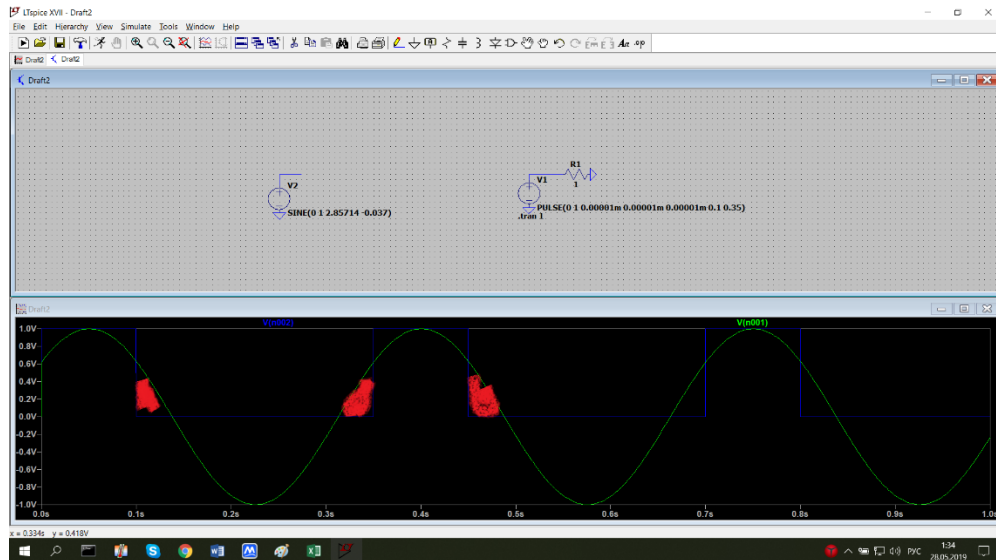 LTspice XVII - Draft2
File Edit Hierarchy View Simulate Tools Window Help
Draft2 Draft2
Draft2
V2
SINE(0 1 2.85714 -0.037)
R1
1
V1
PULSE(0 1 0.00001m 0.00001m 0.00001m 0.1 0.35)
.tran 1
Draft2
V(n002) V(n001)
1.0V
0.8V
0.6V
0.4V
0.2V
0.0V
-0.2V
-0.4V
-0.6V
-0.8V
-1.0V
0.0s 0.1s 0.2s 0.3s 0.4s 0.5s 0.6s 0.7s 0.8s 0.9s 1.0s
x = 0.334s y = 0.418V
РУС
1:34
28.05.2019